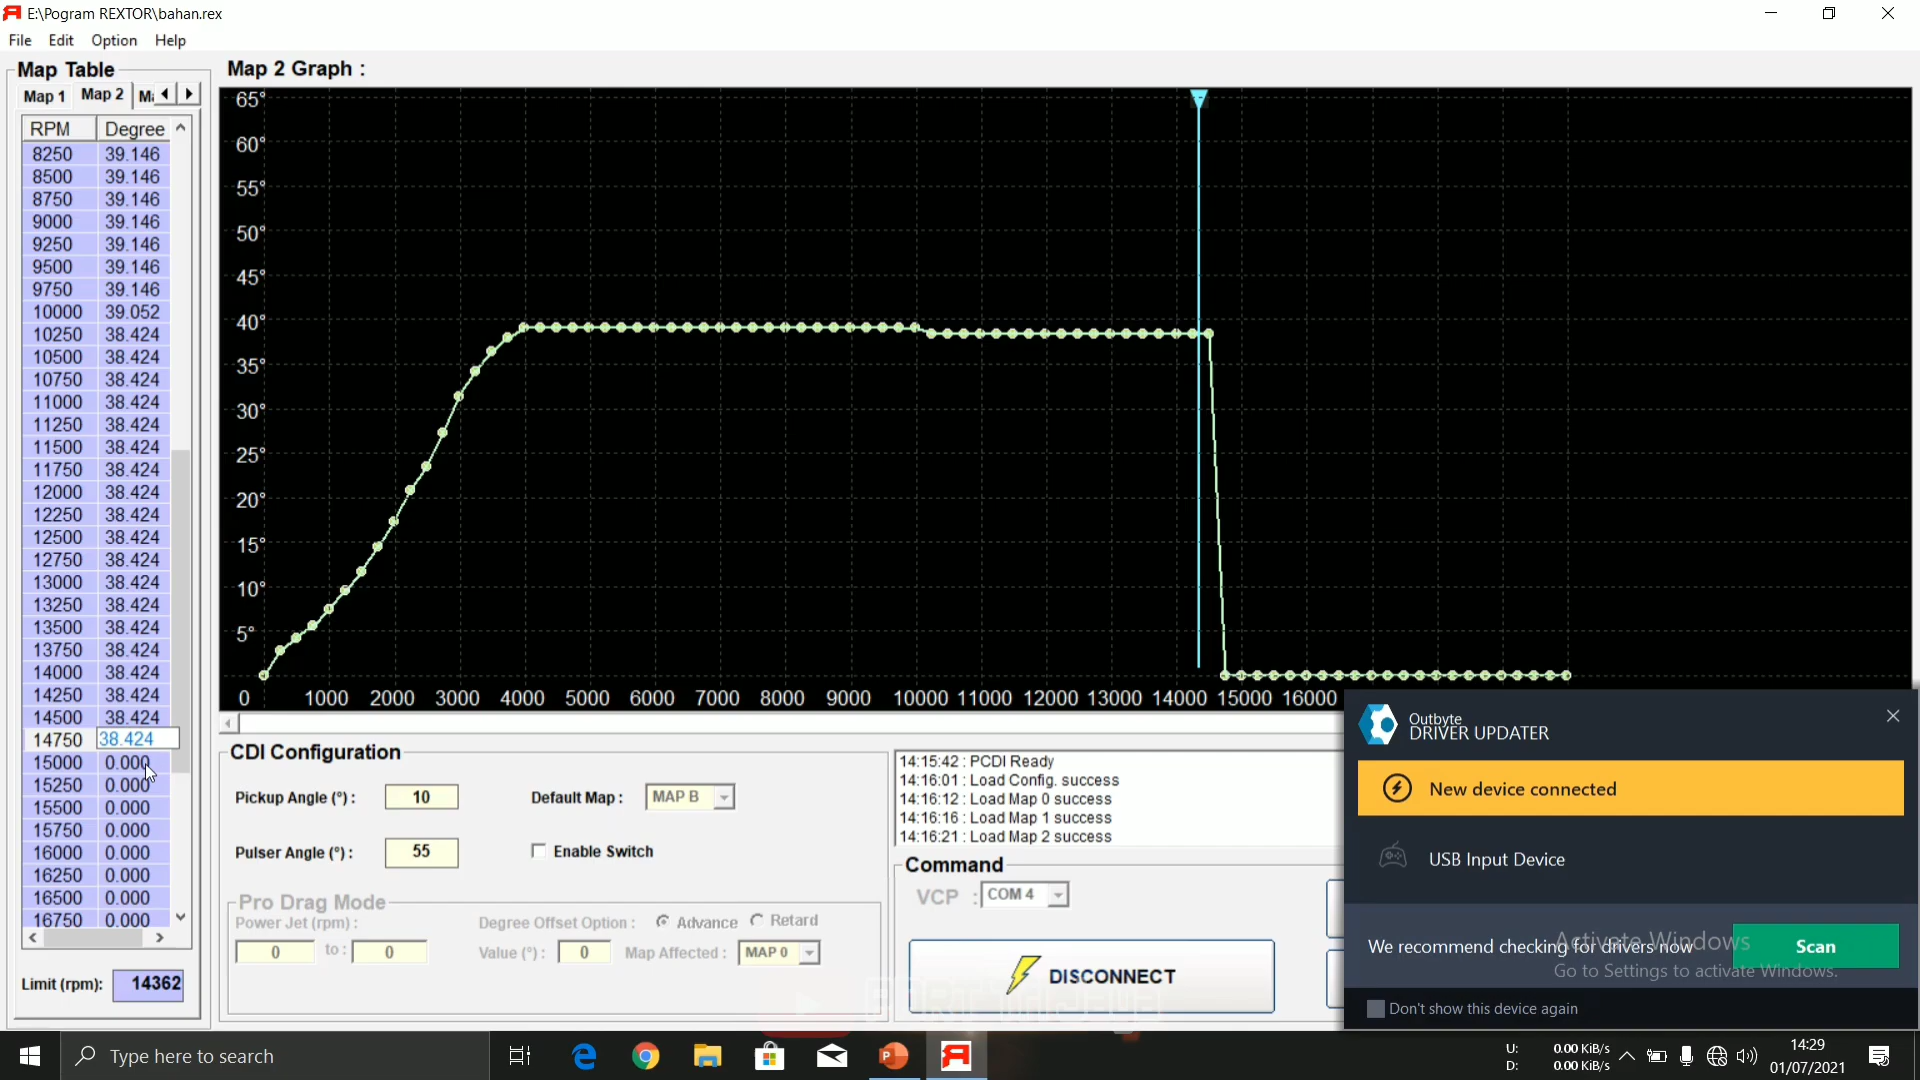 E:\Pogram REXTOR\bahan.rex
File Edit Option Help
Map Table
Map 1 Map 2 Ma
RPM Degree
8250 39.146
8500 39.146
8750 39.146
9000 39.146
9250 39.146
9500 39.146
9750 39.146
10000 39.052
10250 38.424
10500 38.424
10750 38.424
11000 38.424
11250 38.424
11500 38.424
11750 38.424
12000 38.424
12250 38.424
12500 38.424
12750 38.424
13000 38.424
13250 38.424
13500 38.424
13750 38.424
14000 38.424
14250 38.424
14500 38.424
14750 38.424
15000 0.000
15250 0.000
15500 0.000
15750 0.000
16000 0.000
16250 0.000
16500 0.000
16750 0.000
Limit (rpm): 14362
Map 2 Graph :
65°
60°
55°
50°
45°
40°
35°
30°
25°
20°
15°
10°
5°
0 1000 2000 3000 4000 5000 6000 7000 8000 9000 10000 11000 12000 13000 14000 15000 16000
CDI Configuration
Pickup Angle (°) : 10
Default Map : MAP B
Pulser Angle (°) : 55
Enable Switch
Pro Drag Mode
Power Jet (rpm) :
0 to : 0
Degree Offset Option : Advance Retard
Value (°) : 0 Map Affected : MAP 0
14:15:42 : PCDI Ready
14:16:01 : Load Config. success
14:16:12 : Load Map 0 success
14:16:16 : Load Map 1 success
14:16:21 : Load Map 2 success
Command
VCP : COM 4
DISCONNECT
Outbyte
DRIVER UPDATER
New device connected
USB Input Device
We recommend checking for drivers now
Scan
Activate Windows
Go to Settings to activate Windows.
Don't show this device again
Type here to search
U: 0.00 KiB/s
D: 0.00 KiB/s
14:29
01/07/2021